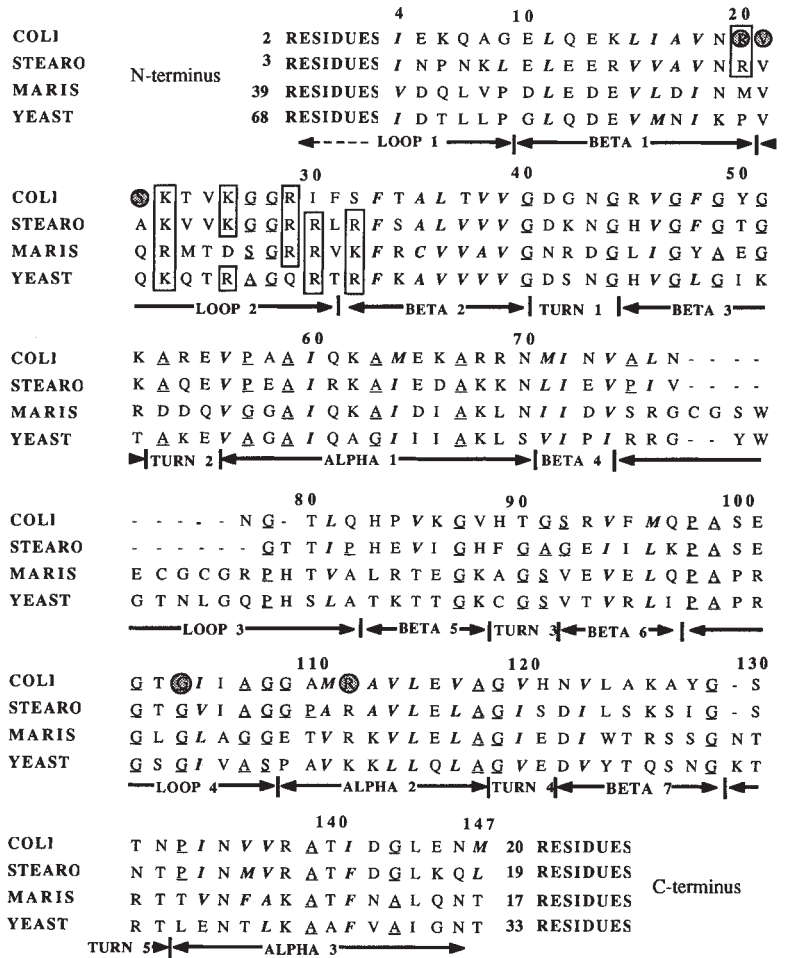 4 10 20
COLI 2 RESIDUES I E K Q A G E L Q E K L I A V N R V
STEARO 3 RESIDUES I N P N K L E L E E R V V A V N R V
N-terminus
MARIS 39 RESIDUES V D Q L V P D L E D E V L D I N M V
YEAST 68 RESIDUES I D T L L P G L Q D E V M N I K P V
LOOP 1 BETA 1
30 40 50
COLI S K T V K G G R I F S F T A L T V V G D G N G R V G F G Y G
STEARO A K V V K G G R R L R F S A L V V V G D K N G H V G F G T G
MARIS Q R M T D S G R R V K F R C V V A V G N R D G L I G Y A E G
YEAST Q K Q T R A G Q R T R F K A V V V V G D S N G H V G L G I K
LOOP 2 BETA 2 TURN 1 BETA 3
60 70
COLI K A R E V P A A I Q K A M E K A R R N M I N V A L N - - - -
STEARO K A Q E V P E A I R K A I E D A K K N L I E V P I V - - - -
MARIS R D D Q V G G A I Q K A I D I A K L N I I D V S R G C G S W
YEAST T A K E V A G A I Q A G I I I A K L S V I P I R R G - - Y W
TURN 2 ALPHA 1 BETA 4
80 90 100
COLI - - - - - N G - T L Q H P V K G V H T G S R V F M Q P A S E
STEARO - - - - - - G T T I P H E V I G H F G A G E I I L K P A S E
MARIS E C G C G R P H T V A L R T E G K A G S V E V E L Q P A P R
YEAST G T N L G Q P H S L A T K T T G K C G S V T V R L I P A P R
LOOP 3 BETA 5 TURN 3 BETA 6
110 120 130
COLI G T G I I A G G A M R A V L E V A G V H N V L A K A Y G - S
STEARO G T G V I A G G P A R A V L E L A G I S D I L S K S I G - S
MARIS G L G L A G G E T V R K V L E L A G I E D I W T R S S G N T
YEAST G S G I V A S P A V K K L L Q L A G V E D V Y T Q S N G K T
LOOP 4 ALPHA 2 TURN 4 BETA 7
140 147
COLI T N P I N V V R A T I D G L E N M 20 RESIDUES
STEARO N T P I N M V R A T F D G L K Q L 19 RESIDUES
MARIS R T T V N F A K A T F N A L Q N T 17 RESIDUES
C-terminus
YEAST R T L E N T L K A A F V A I G N T 33 RESIDUES
TURN 5 ALPHA 3